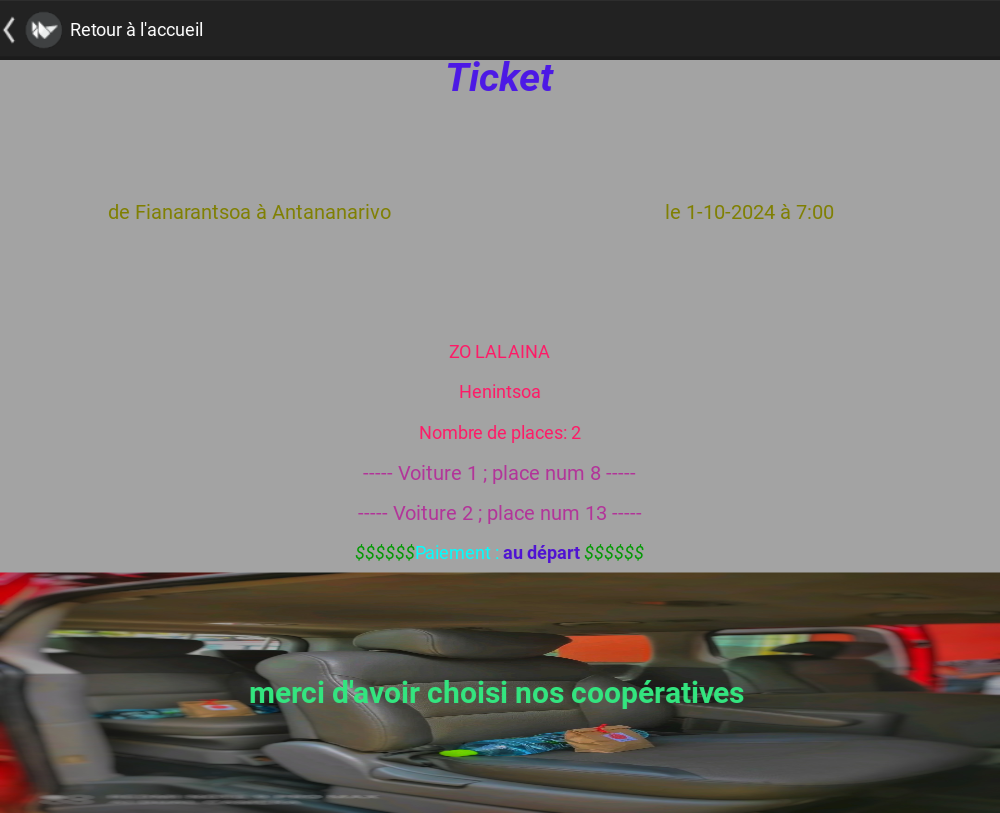 Retour à l'accueil
Ticket
de Fianarantsoa à Antananarivo
le 1-10-2024 à 7:00
ZO LALAINA
Henintsoa
Nombre de places: 2
----- Voiture 1 ; place num 8 -----
----- Voiture 2 ; place num 13 -----
$$$$$$Paiement : au départ $$$$$$
merci d'avoir choisi nos coopératives